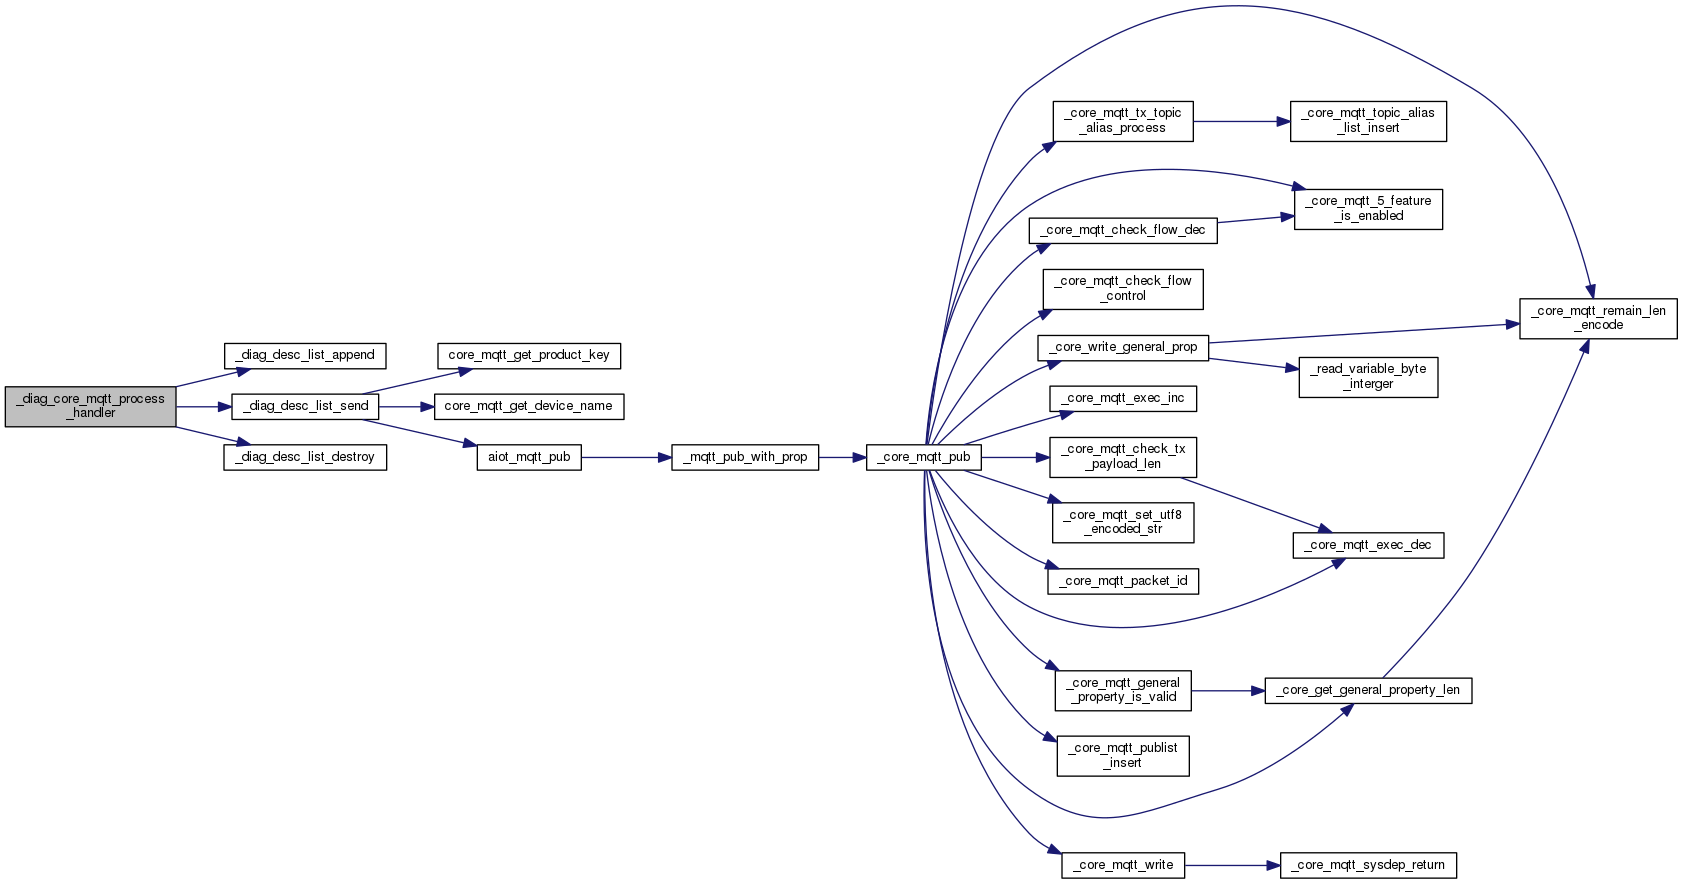 _diag_core_mqtt_process
_handler
_diag_desc_list_append
_diag_desc_list_send
_diag_desc_list_destroy
core_mqtt_get_product_key
core_mqtt_get_device_name
aiot_mqtt_pub
_mqtt_pub_with_prop
_core_mqtt_pub
_core_mqtt_tx_topic
_alias_process
_core_mqtt_check_flow_dec
_core_mqtt_check_flow
_control
_core_write_general_prop
_core_mqtt_exec_inc
_core_mqtt_check_tx
_payload_len
_core_mqtt_set_utf8
_encoded_str
_core_mqtt_packet_id
_core_mqtt_general
_property_is_valid
_core_mqtt_publist
_insert
_core_mqtt_write
_core_mqtt_topic_alias
_list_insert
_core_mqtt_5_feature
_is_enabled
_read_variable_byte
_interger
_core_mqtt_exec_dec
_core_get_general_property_len
_core_mqtt_sysdep_return
_core_mqtt_remain_len
_encode